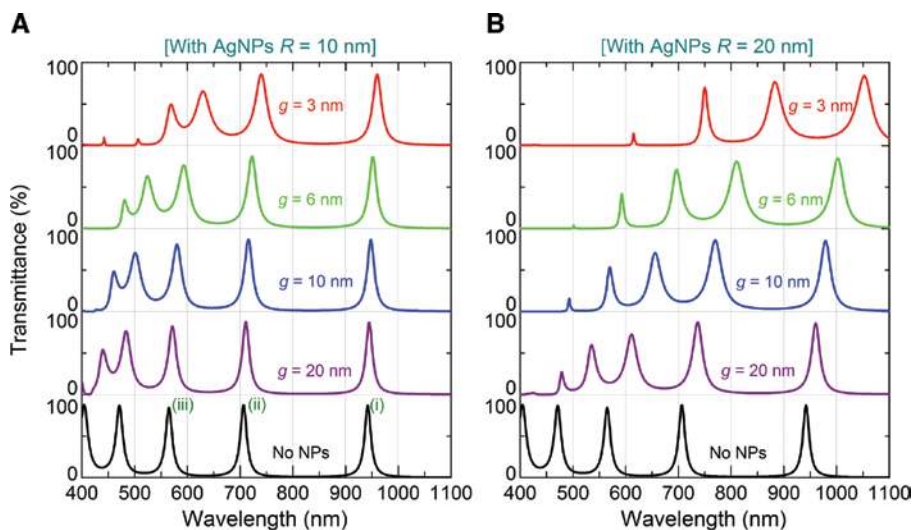 A
[With AgNPs R = 10 nm]
Transmittance (%)
100
g = 3 nm
0
100
g = 6 nm
0
100
g = 10 nm
0
100
g = 20 nm
0
100
(iii)
(ii)
(i)
No NPs
0
400 500 600 700 800 900 1000 1100
Wavelength (nm)
B
[With AgNPs R = 20 nm]
100
g = 3 nm
0
100
g = 6 nm
0
100
g = 10 nm
0
100
g = 20 nm
0
100
No NPs
0
400 500 600 700 800 900 1000 1100
Wavelength (nm)